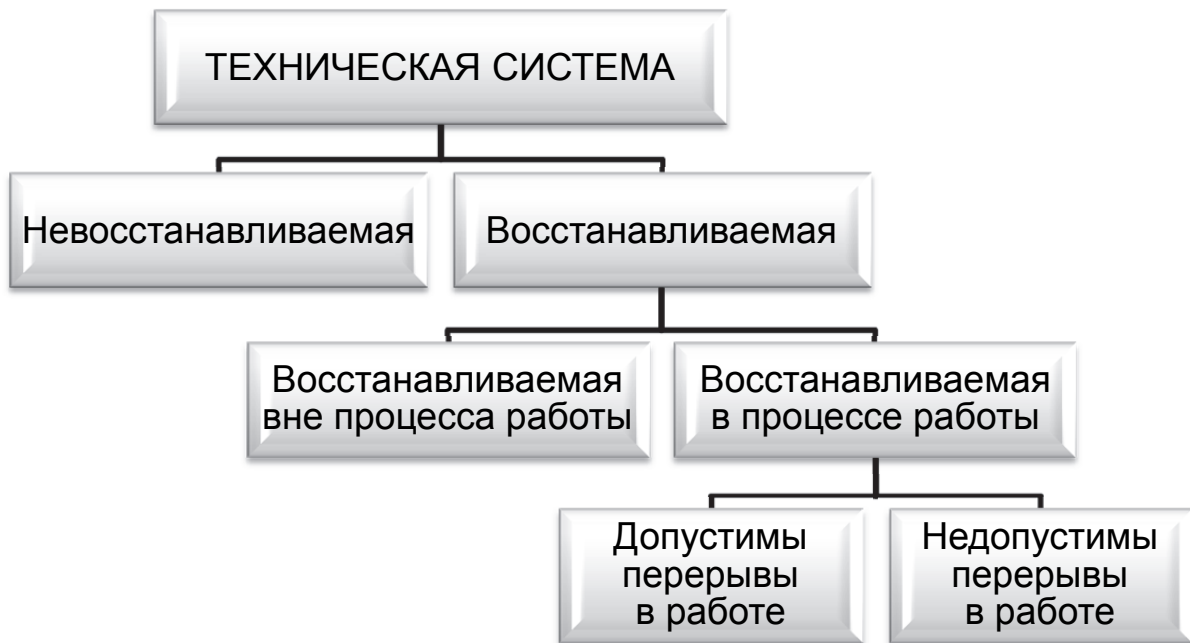 ТЕХНИЧЕСКАЯ СИСТЕМА
Невосстанавливаемая
Восстанавливаемая
Восстанавливаемая
вне процесса работы
Восстанавливаемая
в процессе работы
Допустимы
перерывы
в работе
Недопустимы
перерывы
в работе